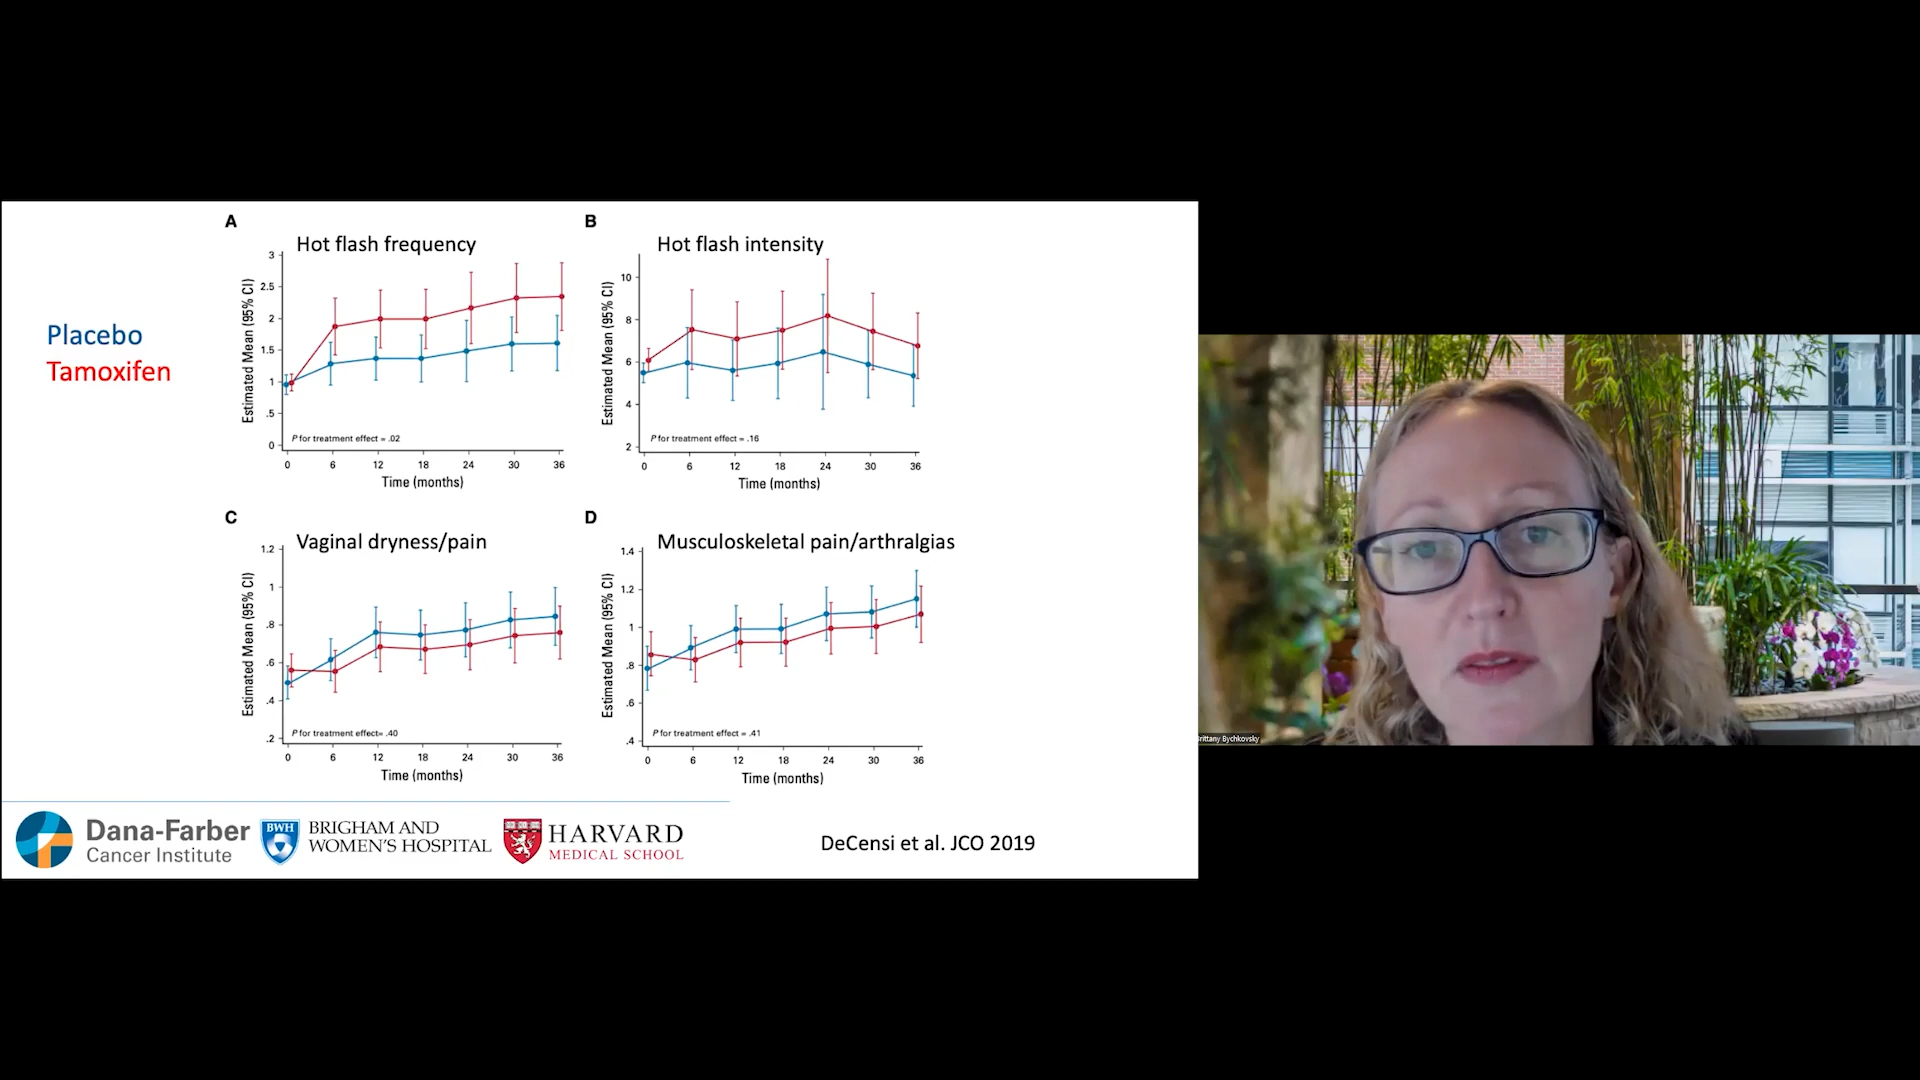 A
Hot flash frequency
Estimated Mean (95% CI)
3
2.5
2
1.5
1
.5
0
P for treatment effect = .02
0 6 12 18 24 30 36
Time (months)
B
Hot flash intensity
Estimated Mean (95% CI)
10
8
6
4
2
P for treatment effect = .16
0 6 12 18 24 30 36
Time (months)
Placebo
Tamoxifen
C
Vaginal dryness/pain
Estimated Mean (95% CI)
1.2
1
.8
.6
.4
.2
P for treatment effect= .40
0 6 12 18 24 30 36
Time (months)
D
Musculoskeletal pain/arthralgias
Estimated Mean (95% CI)
1.4
1.2
1
.8
.6
.4
P for treatment effect = .41
0 6 12 18 24 30 36
Time (months)
Dana-Farber
Cancer Institute
BWH
BRIGHAM AND
WOMEN'S HOSPITAL
HARVARD
MEDICAL SCHOOL
DeCensi et al. JCO 2019
Brittany Bychkovsky